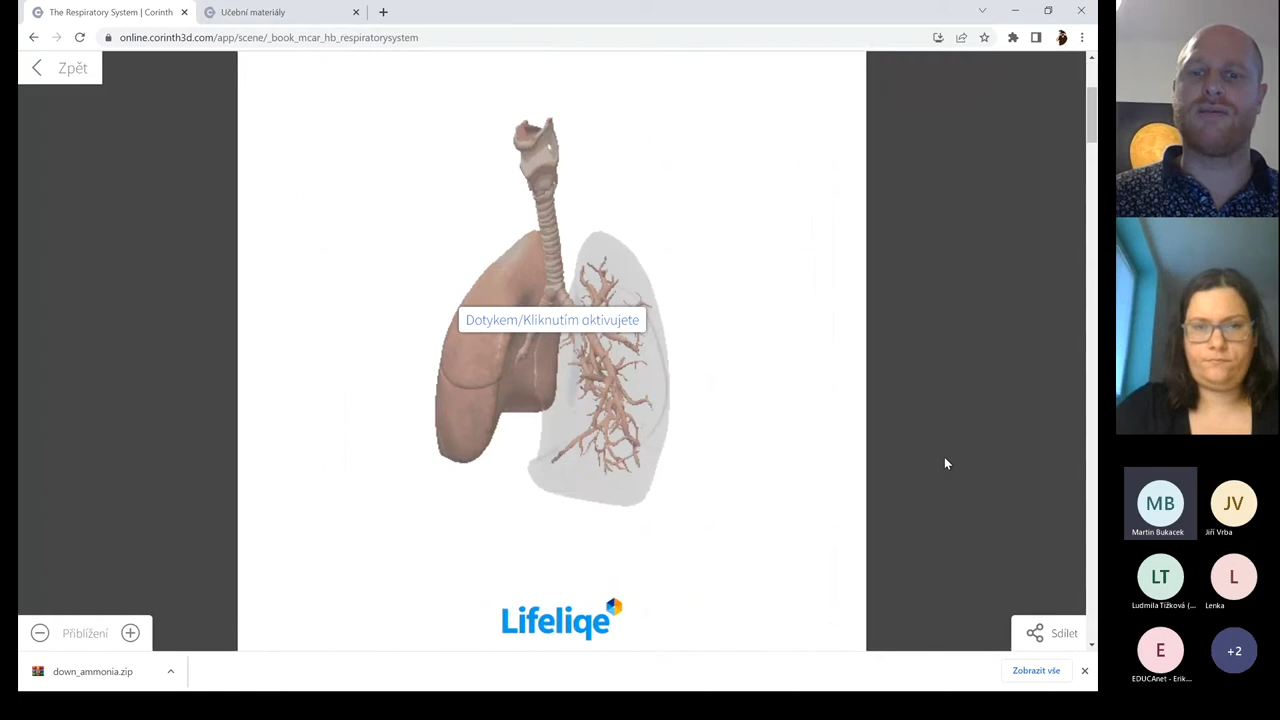 The Respiratory System | Corinth
Učební materiály
online.corinth3d.com/app/scene/_book_mcar_hb_respiratorysystem
Zpět
Dotykem/Kliknutím aktivujete
Lifeliqe
Přiblížení
Sdílet
down_ammonia.zip
Zobrazit vše
MB
Martin Bukacek
JV
Jiří Vrba
LT
Ludmila Tížková (...
L
Lenka
E
EDUCAnet - Erik...
+2